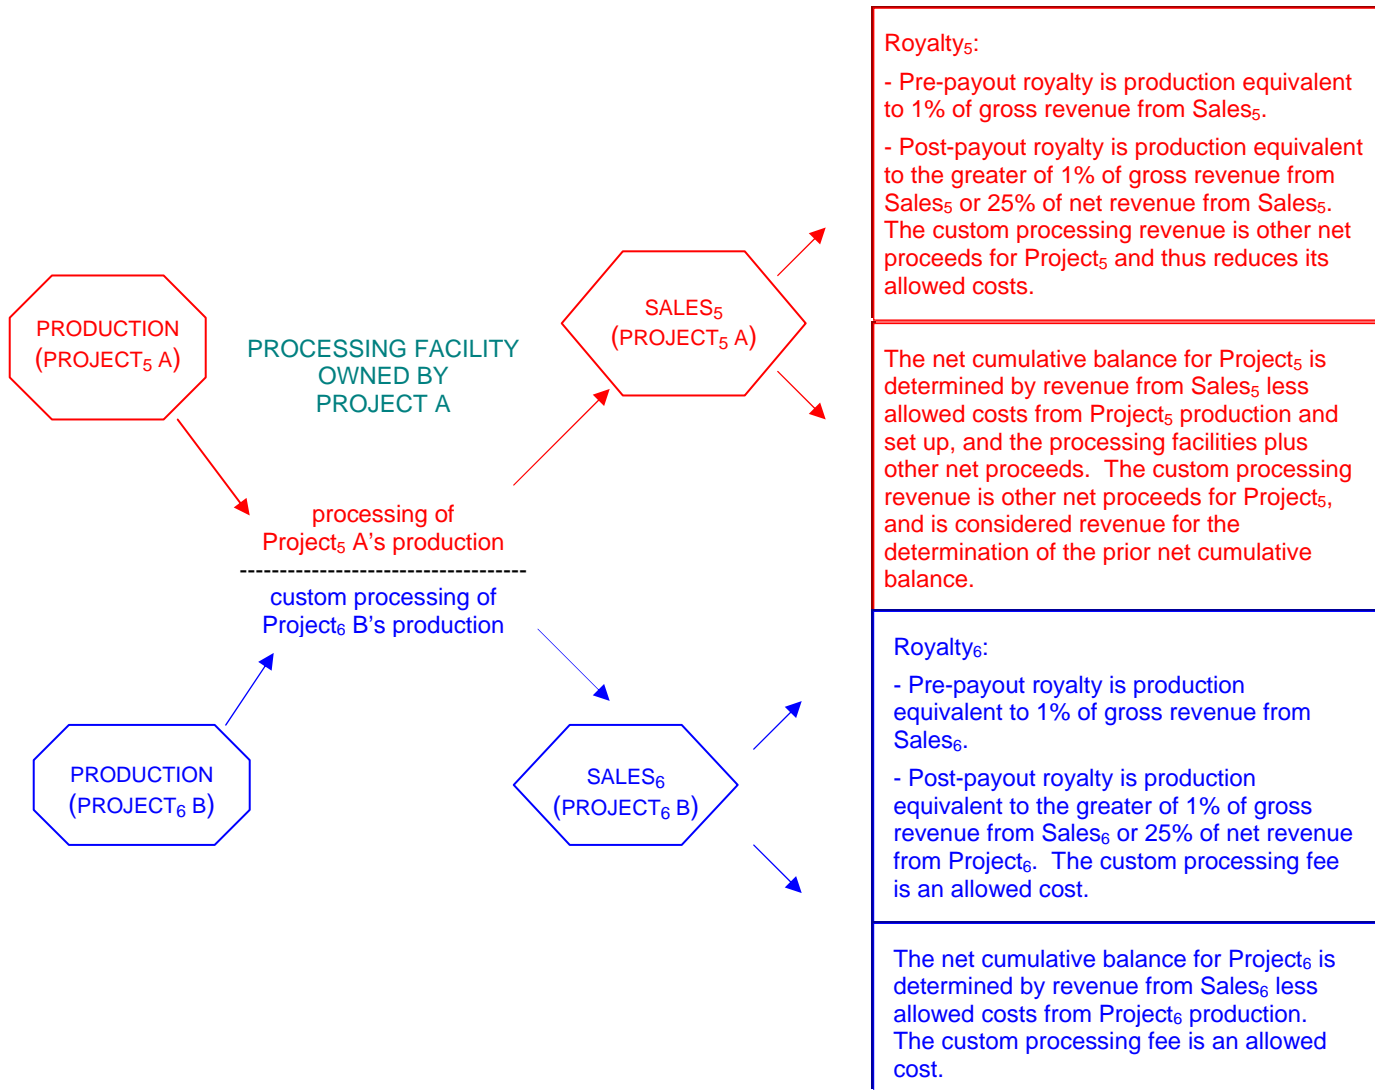 PRODUCTION
(PROJECT₅ A)
PROCESSING FACILITY
OWNED BY
PROJECT A
SALES₅
(PROJECT₅ A)
processing of
Project₅ A's production
------------------------------
custom processing of
Project₆ B's production
PRODUCTION
(PROJECT₆ B)
SALES₆
(PROJECT₆ B)
Royalty₅:
- Pre-payout royalty is production equivalent
to 1% of gross revenue from Sales₅.
- Post-payout royalty is production equivalent
to the greater of 1% of gross revenue from
Sales₅ or 25% of net revenue from Sales₅.
The custom processing revenue is other net
proceeds for Project₅ and thus reduces its
allowed costs.
The net cumulative balance for Project₅ is
determined by revenue from Sales₅ less
allowed costs from Project₅ production and
set up, and the processing facilities plus
other net proceeds.  The custom processing
revenue is other net proceeds for Project₅,
and is considered revenue for the
determination of the prior net cumulative
balance.
Royalty₆:
- Pre-payout royalty is production
equivalent to 1% of gross revenue from
Sales₆.
- Post-payout royalty is production
equivalent to the greater of 1% of gross
revenue from Sales₆ or 25% of net revenue
from Project₆.  The custom processing fee
is an allowed cost.
The net cumulative balance for Project₆ is
determined by revenue from Sales₆ less
allowed costs from Project₆ production.
The custom processing fee is an allowed
cost.